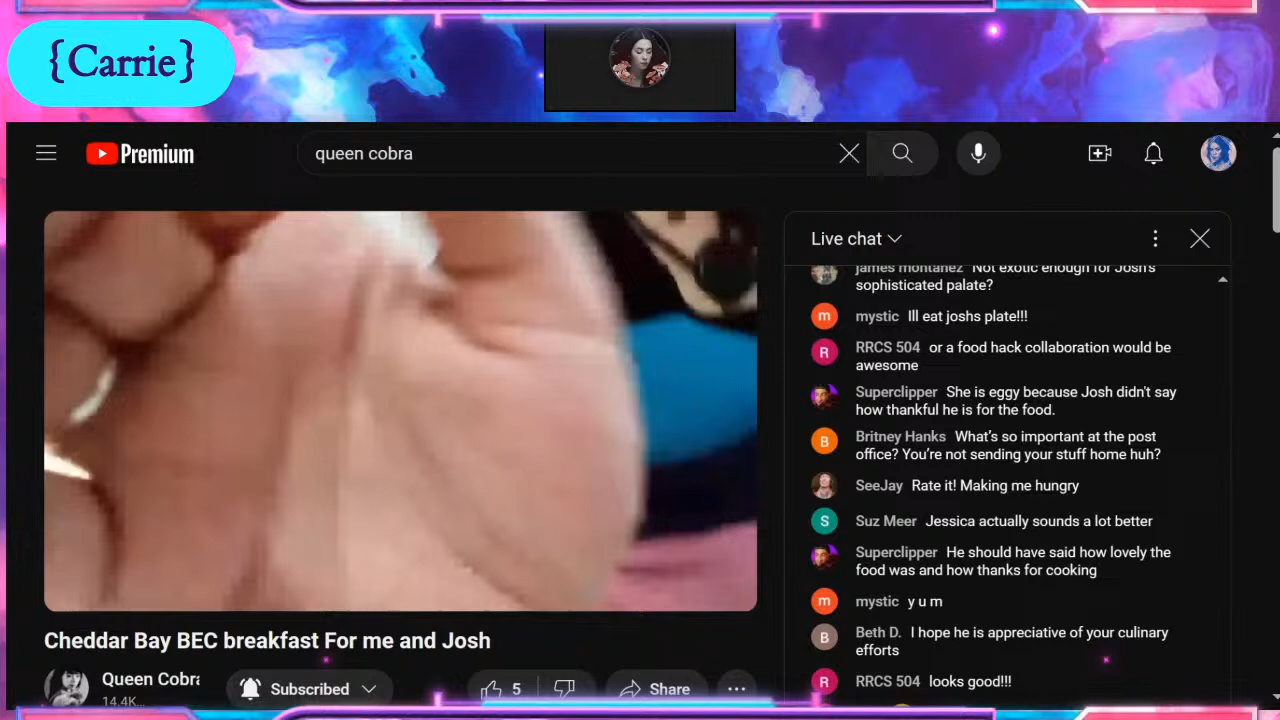 {Carrie}
Premium
queen cobra
Live chat
james montanez Not exotic enough for Josh's
sophisticated palate?
mystic Ill eat joshs plate!!!
RRCS 504 or a food hack collaboration would be
awesome
Superclipper She is eggy because Josh didn't say
how thankful he is for the food.
Britney Hanks What's so important at the post
office? You're not sending your stuff home huh?
SeeJay Rate it! Making me hungry
Suz Meer Jessica actually sounds a lot better
Superclipper He should have said how lovely the
food was and how thanks for cooking
mystic y u m
Beth D. I hope he is appreciative of your culinary
efforts
RRCS 504 looks good!!!
m
R
B
S
m
B
R
Cheddar Bay BEC breakfast For me and Josh
Queen Cobra
14.4K...
Subscribed
5
Share